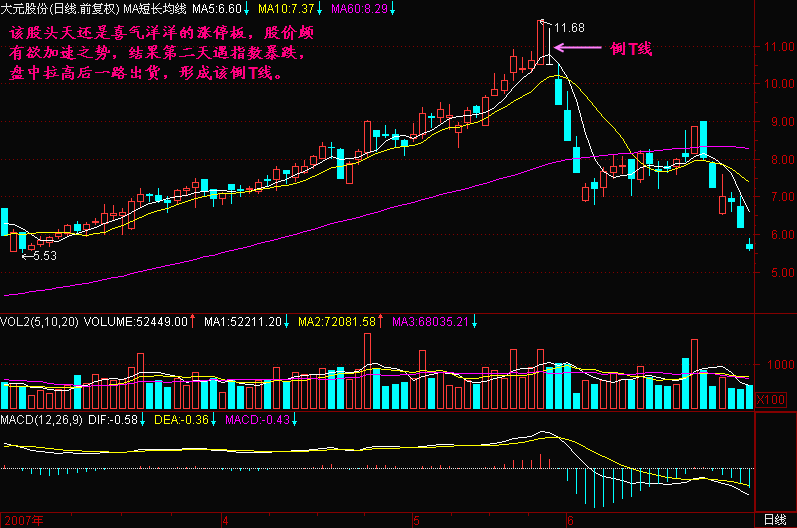 大元股份(日线.前复权) MA短长均线 MA5:6.60↓ MA10:7.37↓ MA60:8.29↓
该股头天还是喜气洋洋的涨停板，股价颇
有欲加速之势，结果第二天遇指数暴跌，
盘中拉高后一路出货，形成该倒T线。
11.68
倒T线
11.00
10.00
9.00
8.00
7.00
6.00
5.00
5.53
VOL2(5,10,20) VOLUME:52449.00↑ MA1:52211.20↓ MA2:72081.58↑ MA3:68035.21↓
1000
X100
MACD(12,26,9) DIF:-0.58↓ DEA:-0.36↓ MACD:-0.43↓
2007年 4 5 6 日线